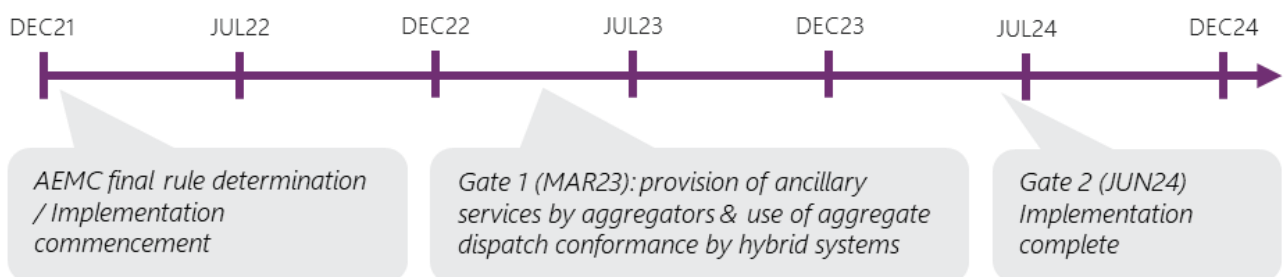 DEC21
JUL22
DEC22
JUL23
DEC23
JUL24
DEC24
AEMC final rule determination
/ Implementation
commencement
Gate 1 (MAR23): provision of ancillary
services by aggregators & use of aggregate
dispatch conformance by hybrid systems
Gate 2 (JUN24)
Implementation
complete